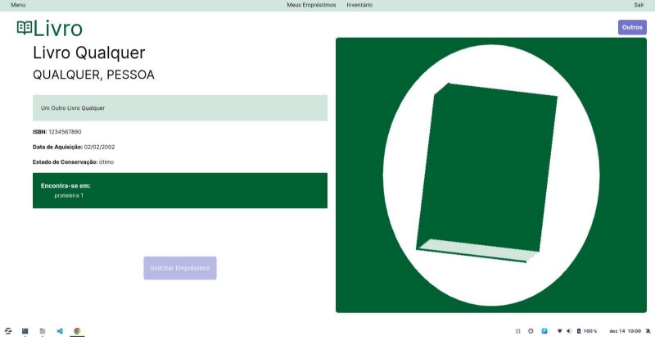 Menu
Meus Empréstimos Inventário
Sair
Livro
Outros
Livro Qualquer
QUALQUER, PESSOA
Um Outro Livro Qualquer
ISBN: 1234567890
Data de Aquisição: 02/02/2002
Estado de Conservação: ótimo
Encontra-se em:
prateleira 1
Solicitar Empréstimo
100% dez 14 10:06